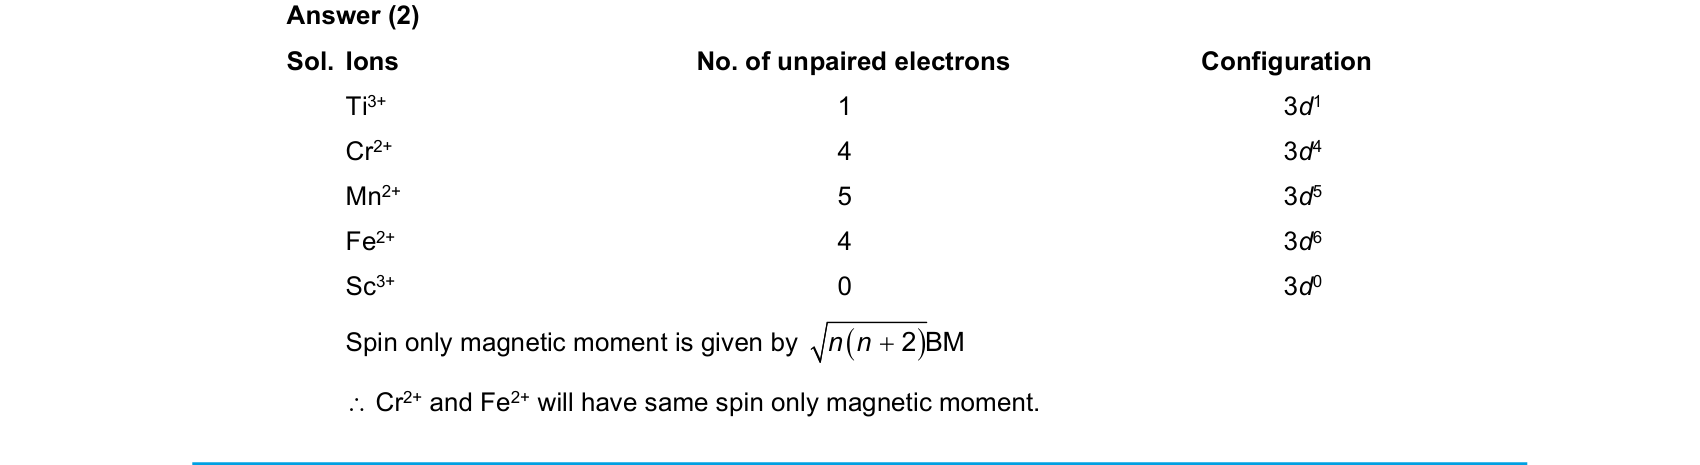 Answer (2)
Sol. Ions No. of unpaired electrons Configuration
Ti³⁺ 1 3d¹
Cr²⁺ 4 3d⁴
Mn²⁺ 5 3d⁵
Fe²⁺ 4 3d⁶
Sc³⁺ 0 3d⁰
Spin only magnetic moment is given by √n(n + 2)BM
∴ Cr²⁺ and Fe²⁺ will have same spin only magnetic moment.